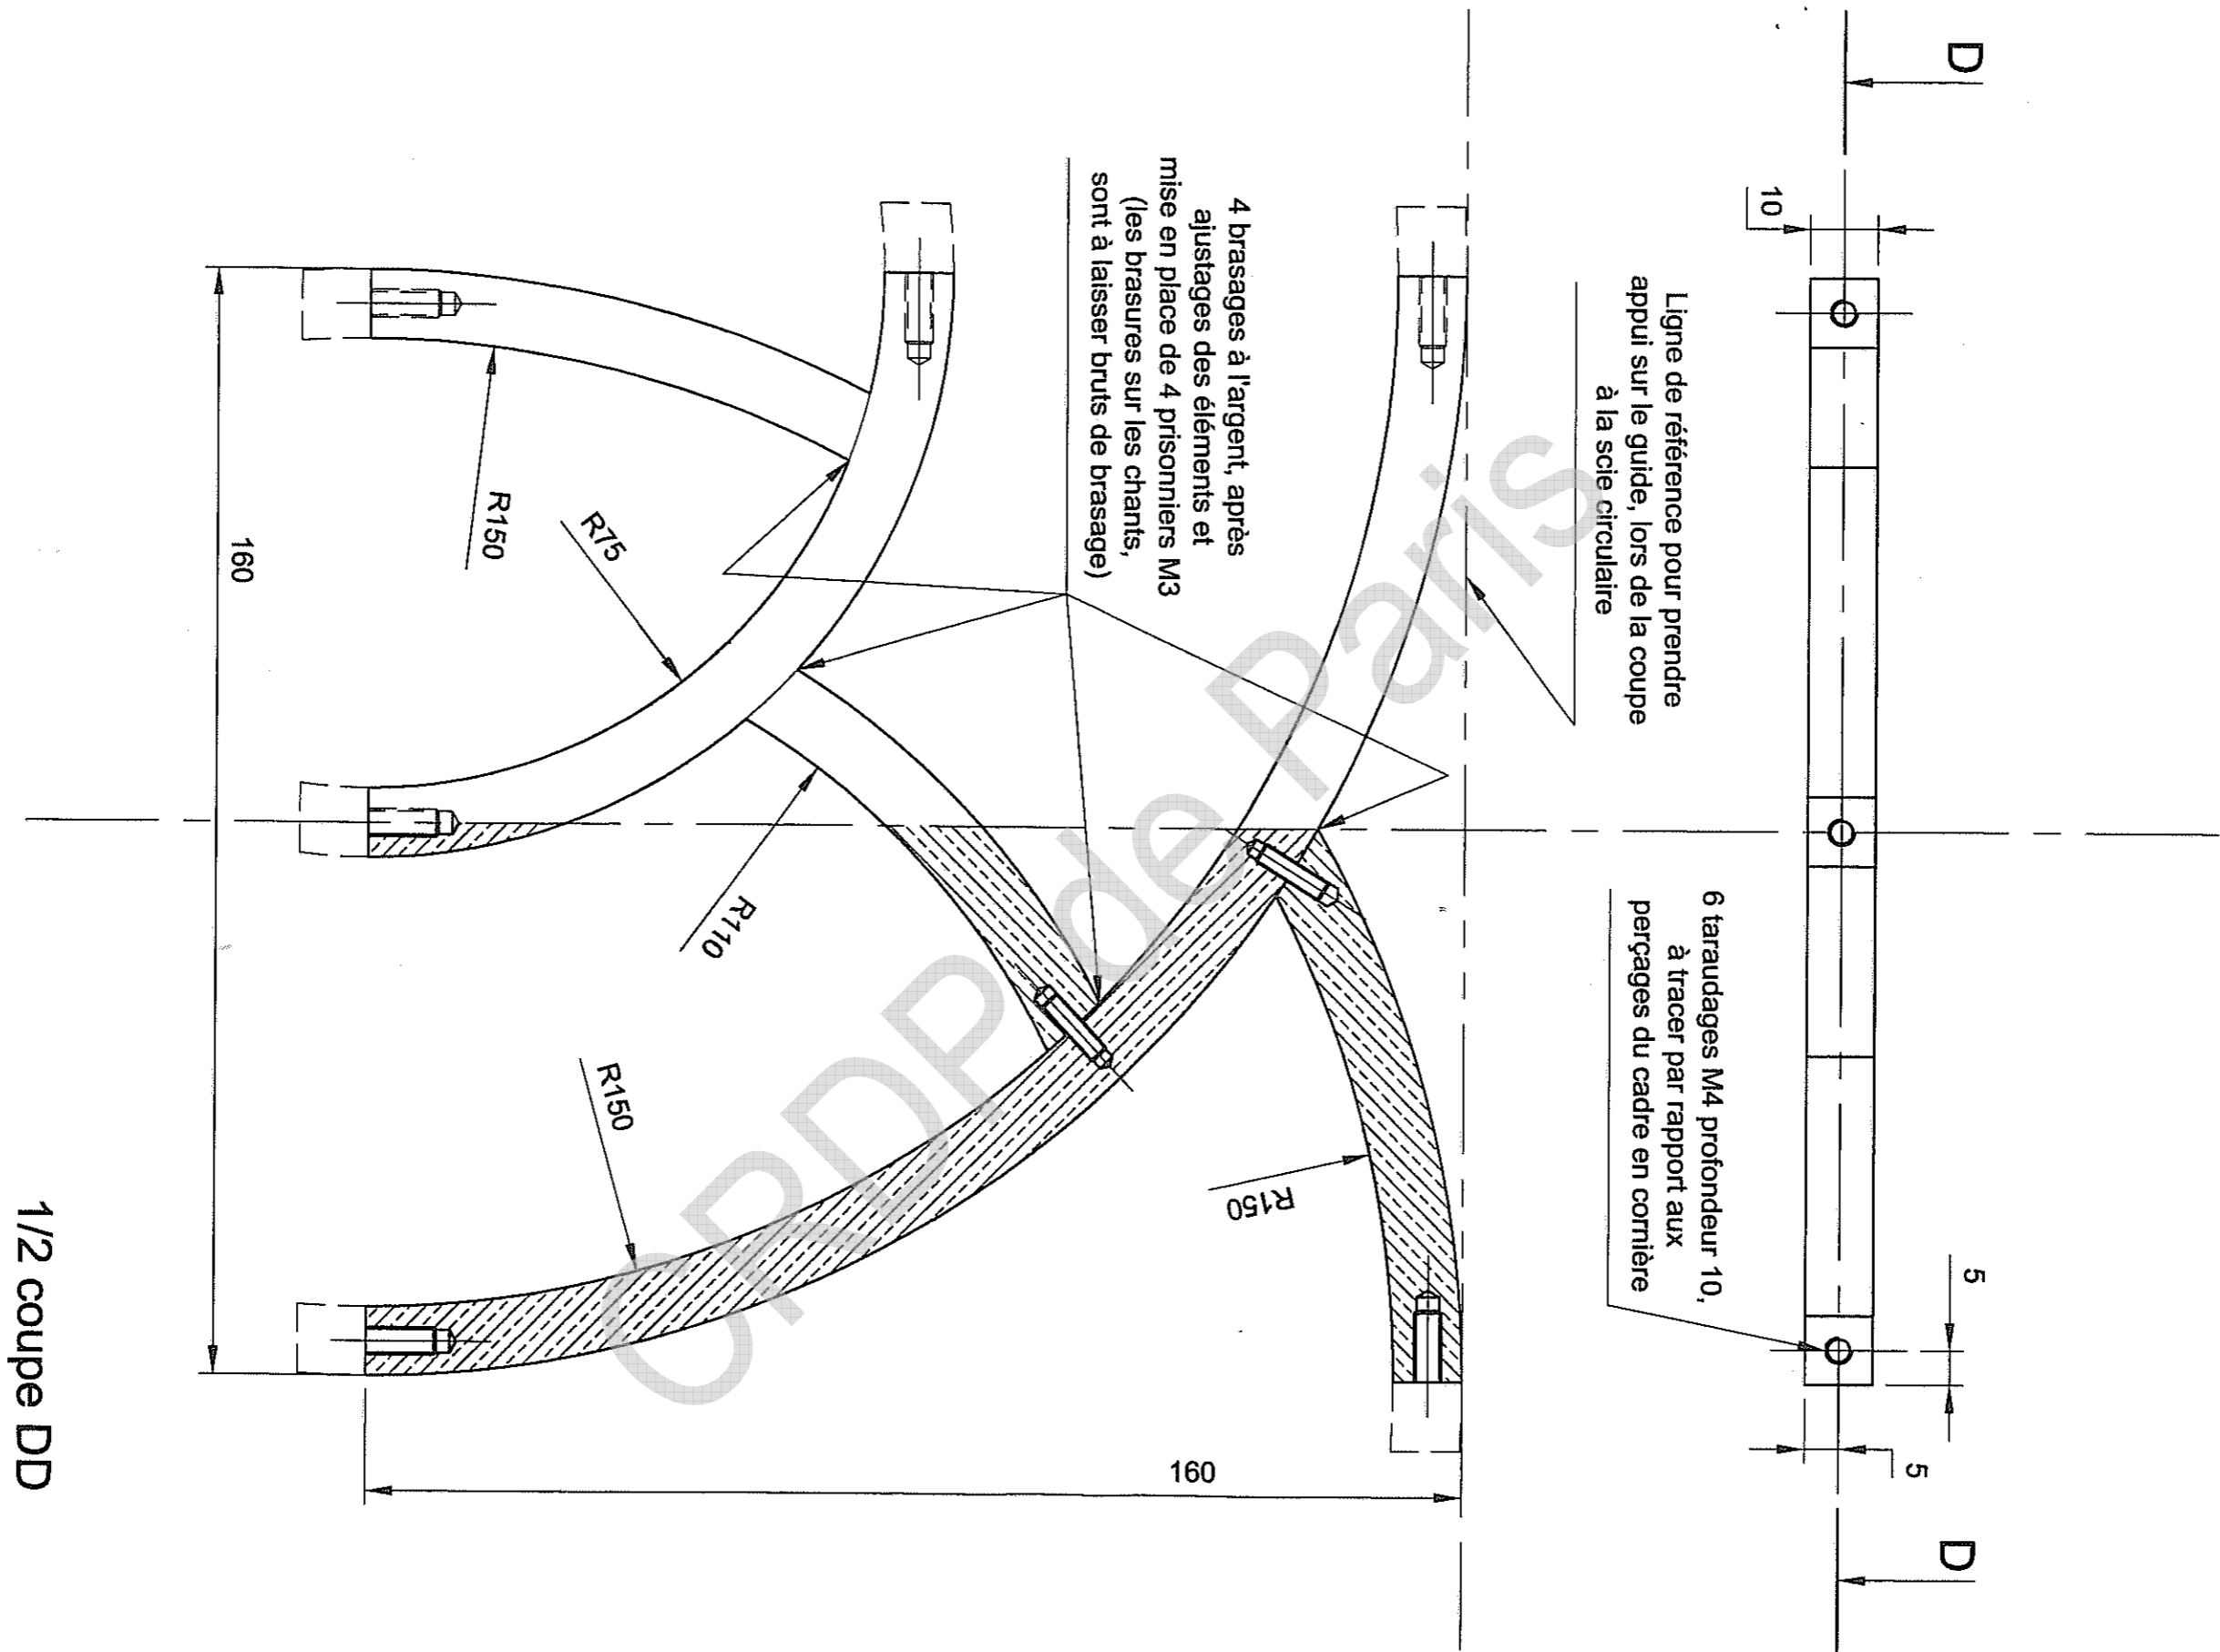 D
D
10
5
5
Ligne de référence pour prendre
appui sur le guide, lors de la coupe
à la scie circulaire
6 taraudages M4 profondeur 10,
à tracer par rapport aux
perçages du cadre en cornière
4 brasages à l'argent, après
ajustages des éléments et
mise en place de 4 prisonniers M3
(les brasures sur les chants,
sont à laisser bruts de brasage)
R150
R75
R110
R150
R150
160
160
CRDP de Paris
1/2 coupe DD